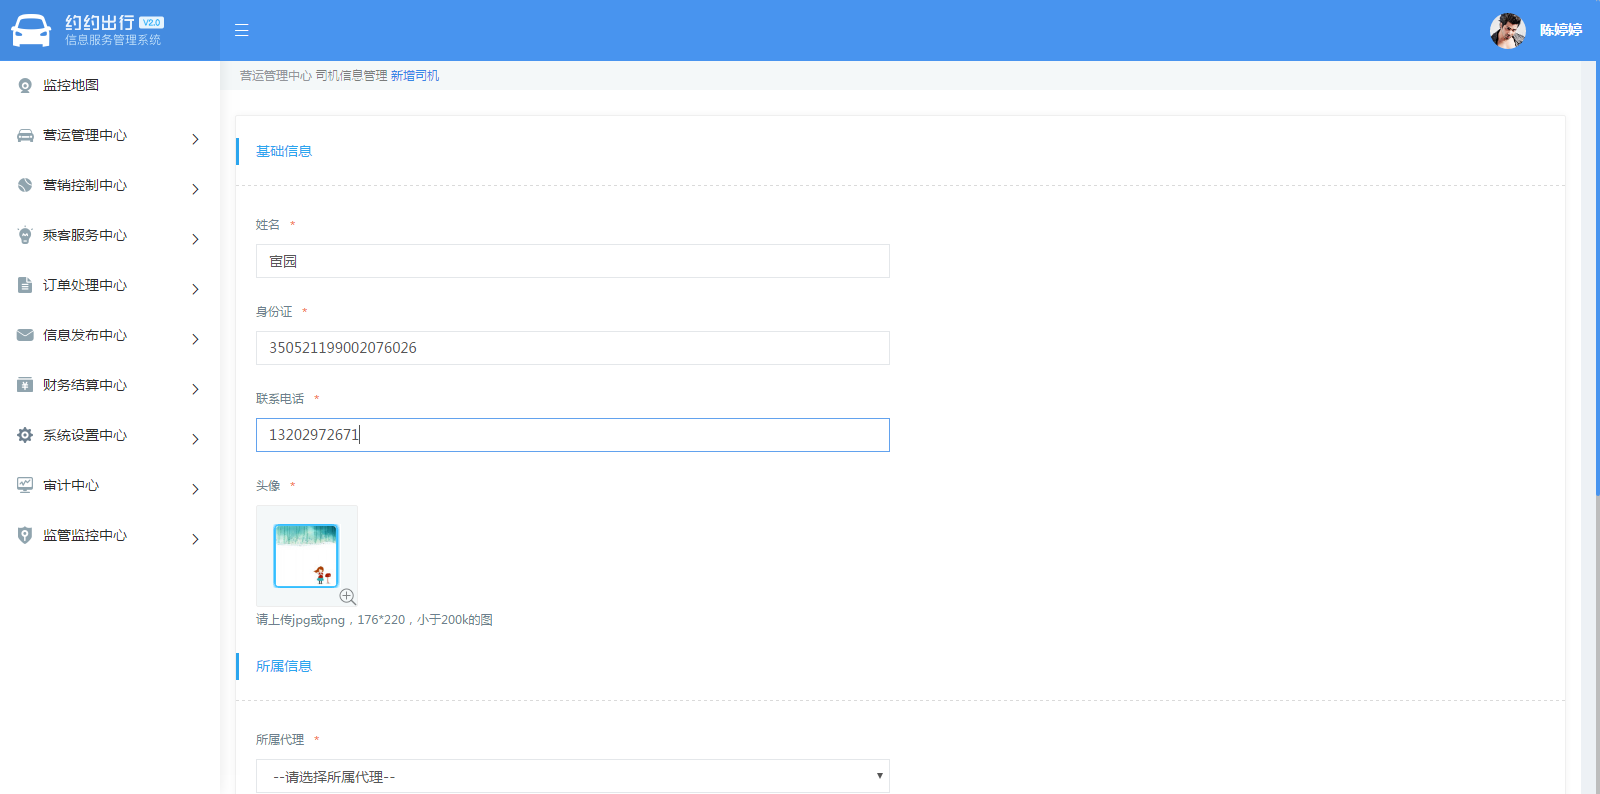 约约出行 V2.0
信息服务管理系统
陈婷婷
监控地图
营运管理中心
营销控制中心
乘客服务中心
订单处理中心
信息发布中心
财务结算中心
系统设置中心
审计中心
监管监控中心
营运管理中心 司机信息管理 新增司机
基础信息
姓名 *
宦园
身份证 *
350521199002076026
联系电话 *
13202972671
头像 *
请上传jpg或png，176*220，小于200k的图
所属信息
所属代理 *
--请选择所属代理--